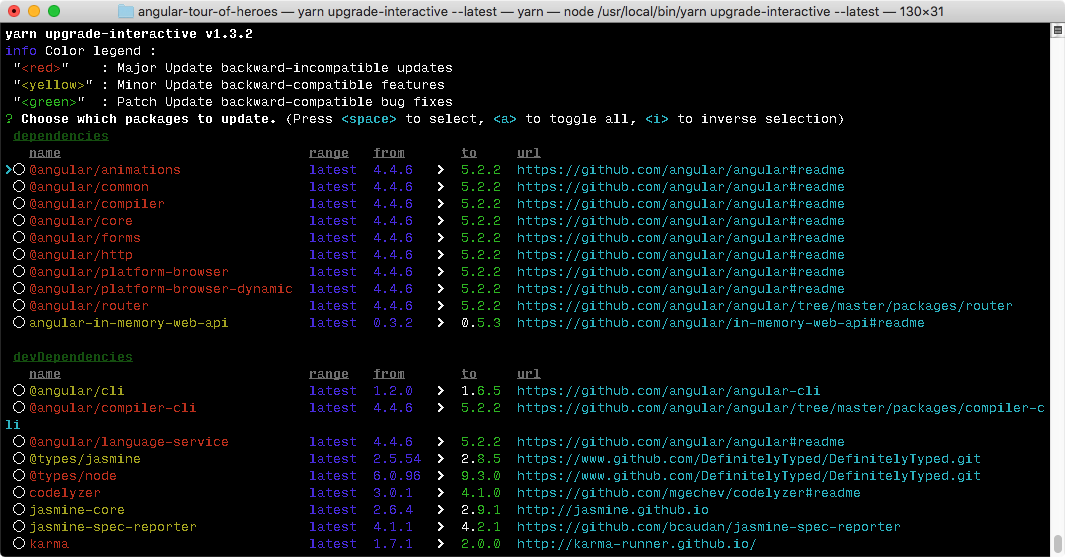 angular-tour-of-heroes — yarn upgrade-interactive --latest — yarn — node /usr/local/bin/yarn upgrade-interactive --latest — 130×31
yarn upgrade-interactive v1.3.2
info Color legend :
"<red>"    : Major Update backward-incompatible updates
"<yellow>" : Minor Update backward-compatible features
"<green>"  : Patch Update backward-compatible bug fixes
? Choose which packages to update. (Press <space> to select, <a> to toggle all, <i> to inverse selection)
dependencies
name range from to url
❯◯ @angular/animations latest 4.4.6 ❯ 5.2.2 https://github.com/angular/angular#readme
◯ @angular/common latest 4.4.6 ❯ 5.2.2 https://github.com/angular/angular#readme
◯ @angular/compiler latest 4.4.6 ❯ 5.2.2 https://github.com/angular/angular#readme
◯ @angular/core latest 4.4.6 ❯ 5.2.2 https://github.com/angular/angular#readme
◯ @angular/forms latest 4.4.6 ❯ 5.2.2 https://github.com/angular/angular#readme
◯ @angular/http latest 4.4.6 ❯ 5.2.2 https://github.com/angular/angular#readme
◯ @angular/platform-browser latest 4.4.6 ❯ 5.2.2 https://github.com/angular/angular#readme
◯ @angular/platform-browser-dynamic latest 4.4.6 ❯ 5.2.2 https://github.com/angular/angular#readme
◯ @angular/router latest 4.4.6 ❯ 5.2.2 https://github.com/angular/angular/tree/master/packages/router
◯ angular-in-memory-web-api latest 0.3.2 ❯ 0.5.3 https://github.com/angular/in-memory-web-api#readme
devDependencies
name range from to url
◯ @angular/cli latest 1.2.0 ❯ 1.6.5 https://github.com/angular/angular-cli
◯ @angular/compiler-cli latest 4.4.6 ❯ 5.2.2 https://github.com/angular/angular/tree/master/packages/compiler-c
li
◯ @angular/language-service latest 4.4.6 ❯ 5.2.2 https://github.com/angular/angular#readme
◯ @types/jasmine latest 2.5.54 ❯ 2.8.5 https://www.github.com/DefinitelyTyped/DefinitelyTyped.git
◯ @types/node latest 6.0.96 ❯ 9.3.0 https://www.github.com/DefinitelyTyped/DefinitelyTyped.git
◯ codelyzer latest 3.0.1 ❯ 4.1.0 https://github.com/mgechev/codelyzer#readme
◯ jasmine-core latest 2.6.4 ❯ 2.9.1 http://jasmine.github.io
◯ jasmine-spec-reporter latest 4.1.1 ❯ 4.2.1 https://github.com/bcaudan/jasmine-spec-reporter
◯ karma latest 1.7.1 ❯ 2.0.0 http://karma-runner.github.io/